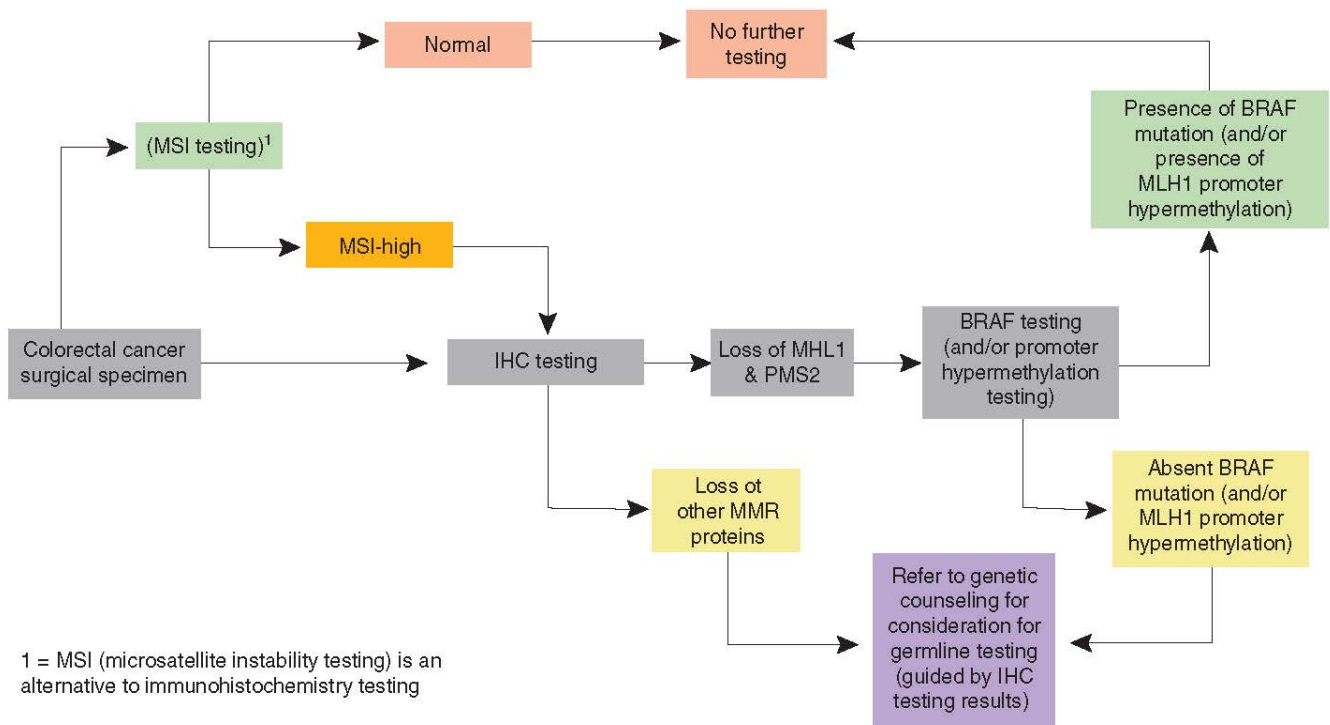 Normal
No further
testing
(MSI testing)1
Presence of BRAF
mutation (and/or
presence of
MLH1 promoter
hypermethylation)
MSI-high
Colorectal cancer
surgical specimen
IHC testing
Loss of MHL1
& PMS2
BRAF testing
(and/or promoter
hypermethylation
testing)
Loss ot
other MMR
proteins
Absent BRAF
mutation (and/or
MLH1 promoter
hypermethylation)
Refer to genetic
counseling for
consideration for
germline testing
(guided by IHC
testing results)
1 = MSI (microsatellite instability testing) is an
alternative to immunohistochemistry testing